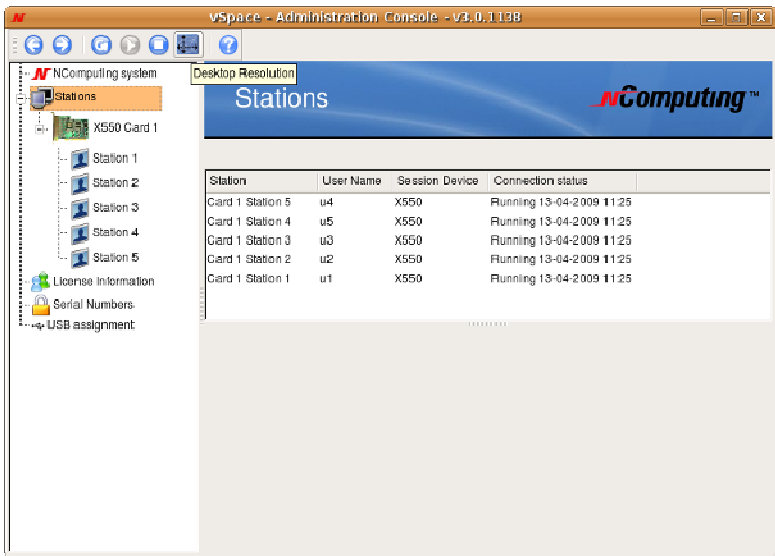 vSpace - Administration Console - v3.0.1138
NComputing system
Desktop Resolution
Stations
X550 Card 1
Station 1
Station 2
Station 3
Station 4
Station 5
License Information
Serial Numbers
USB assignment
Stations
NComputing™
Station User Name Session Device Connection status
Card 1 Station 5 u4 X550 Running 13-04-2009 11:25
Card 1 Station 4 u5 X550 Running 13-04-2009 11:25
Card 1 Station 3 u3 X550 Running 13-04-2009 11:25
Card 1 Station 2 u2 X550 Running 13-04-2009 11:25
Card 1 Station 1 u1 X550 Running 13-04-2009 11:25